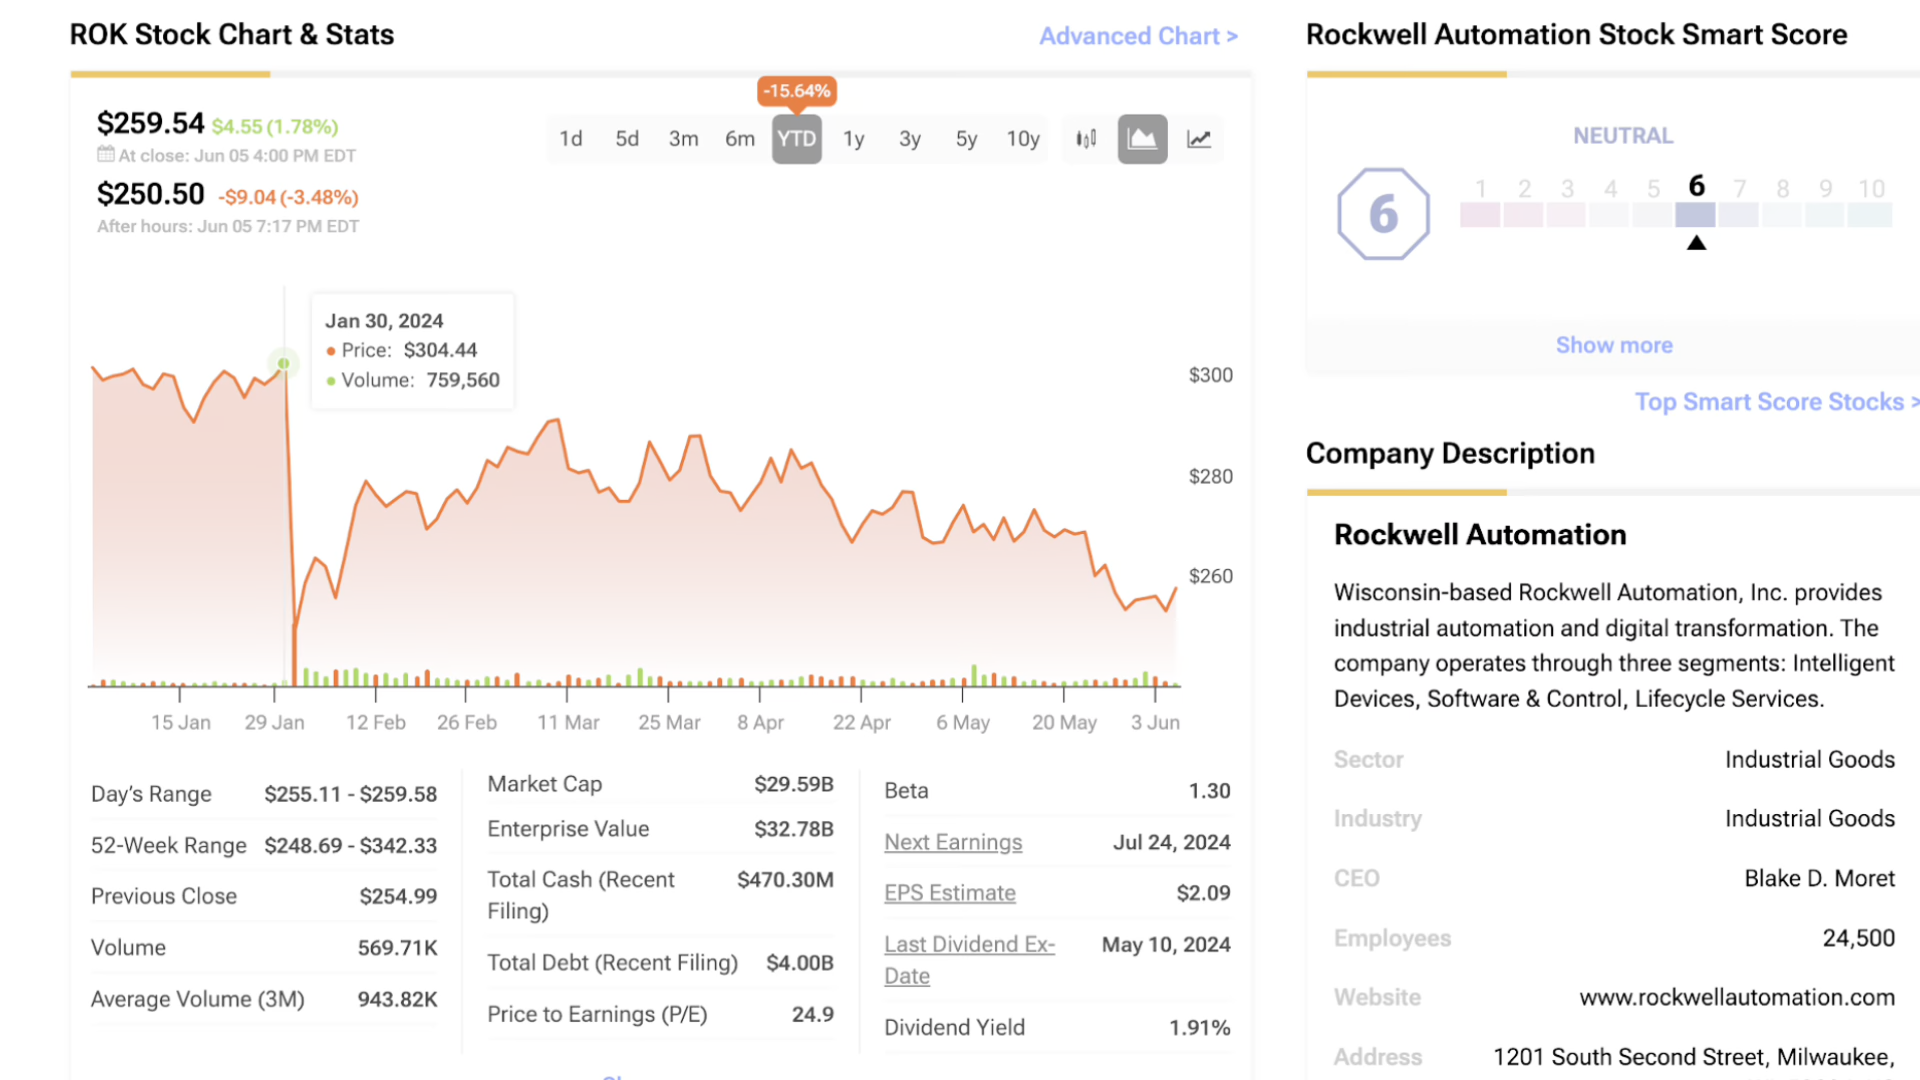 ROK Stock Chart & Stats
Advanced Chart >
-15.64%
$259.54 $4.55 (1.78%)
At close: Jun 05 4:00 PM EDT
1d 5d 3m 6m YTD 1y 3y 5y 10y
$250.50 -$9.04 (-3.48%)
After hours: Jun 05 7:17 PM EDT
Jan 30, 2024
Price: $304.44
Volume: 759,560
$300
$280
$260
15 Jan 29 Jan 12 Feb 26 Feb 11 Mar 25 Mar 8 Apr 22 Apr 6 May 20 May 3 Jun
Day's Range $255.11 - $259.58
52-Week Range $248.69 - $342.33
Previous Close $254.99
Volume 569.71K
Average Volume (3M) 943.82K
Market Cap $29.59B
Enterprise Value $32.78B
Total Cash (Recent $470.30M
Filing)
Total Debt (Recent Filing) $4.00B
Price to Earnings (P/E) 24.9
Beta 1.30
Next Earnings Jul 24, 2024
EPS Estimate $2.09
Last Dividend Ex- May 10, 2024
Date
Dividend Yield 1.91%
Rockwell Automation Stock Smart Score
NEUTRAL
6
1 2 3 4 5 6 7 8 9 10
Show more
Top Smart Score Stocks >
Company Description
Rockwell Automation
Wisconsin-based Rockwell Automation, Inc. provides
industrial automation and digital transformation. The
company operates through three segments: Intelligent
Devices, Software & Control, Lifecycle Services.
Sector Industrial Goods
Industry Industrial Goods
CEO Blake D. Moret
Employees 24,500
Website www.rockwellautomation.com
Address 1201 South Second Street, Milwaukee,